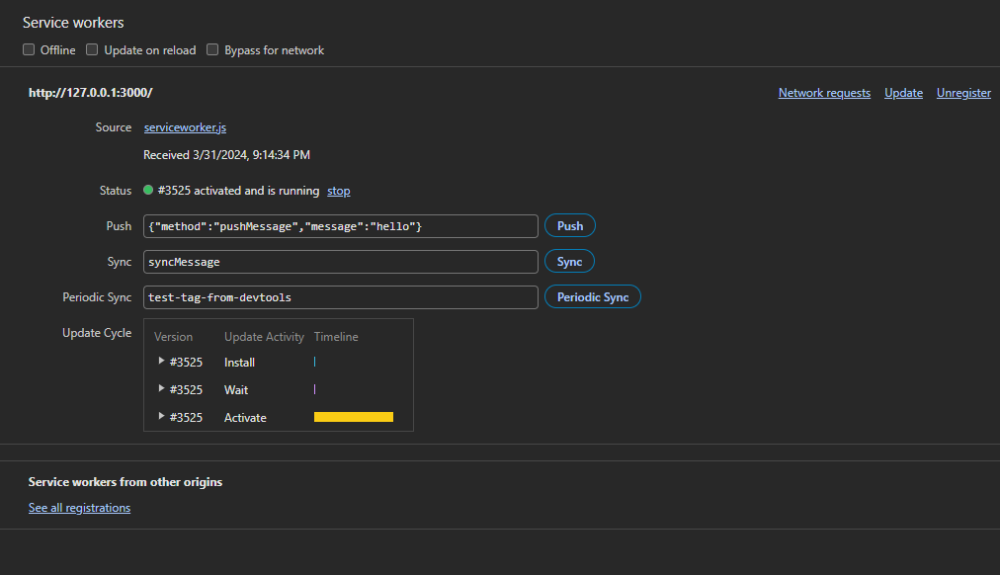 Service workers
Offline Update on reload Bypass for network
http://127.0.0.1:3000/ Network requests Update Unregister
Source serviceworker.js
Received 3/31/2024, 9:14:34 PM
Status #3525 activated and is running stop
Push {"method":"pushMessage","message":"hello"} Push
Sync syncMessage Sync
Periodic Sync test-tag-from-devtools Periodic Sync
Update Cycle Version Update Activity Timeline
#3525 Install
#3525 Wait
#3525 Activate
Service workers from other origins
See all registrations